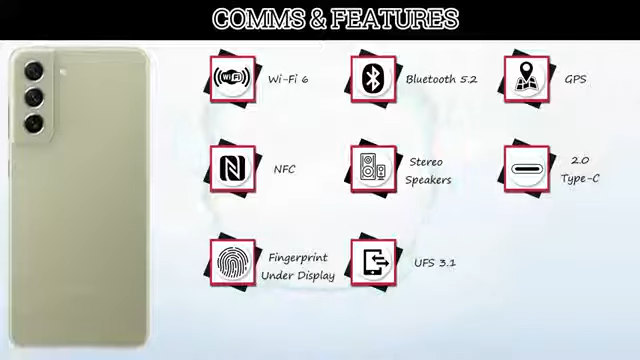 COMMS & FEATURES
WiFi
Wi-Fi 6
Bluetooth 5.2
GPS
NFC
Stereo
Speakers
2.0
Type-C
Fingerprint
Under Display
UFS 3.1